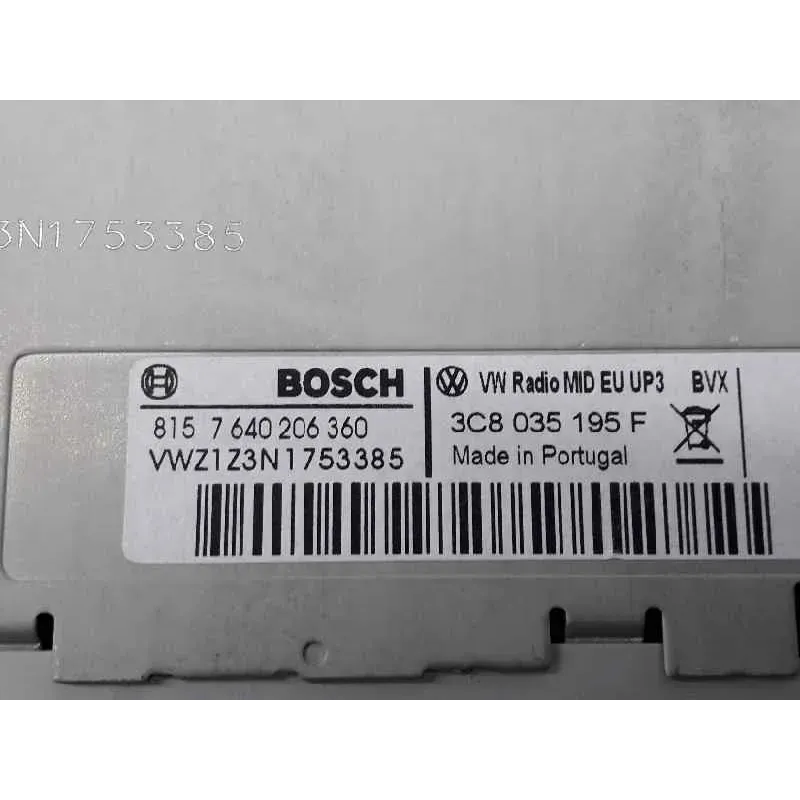 3N1753385
BOSCH
815 7 640 206 360
VWZ1Z3N1753385
VW Radio MID EU UP3 BVX
3C8 035 195 F
Made in Portugal